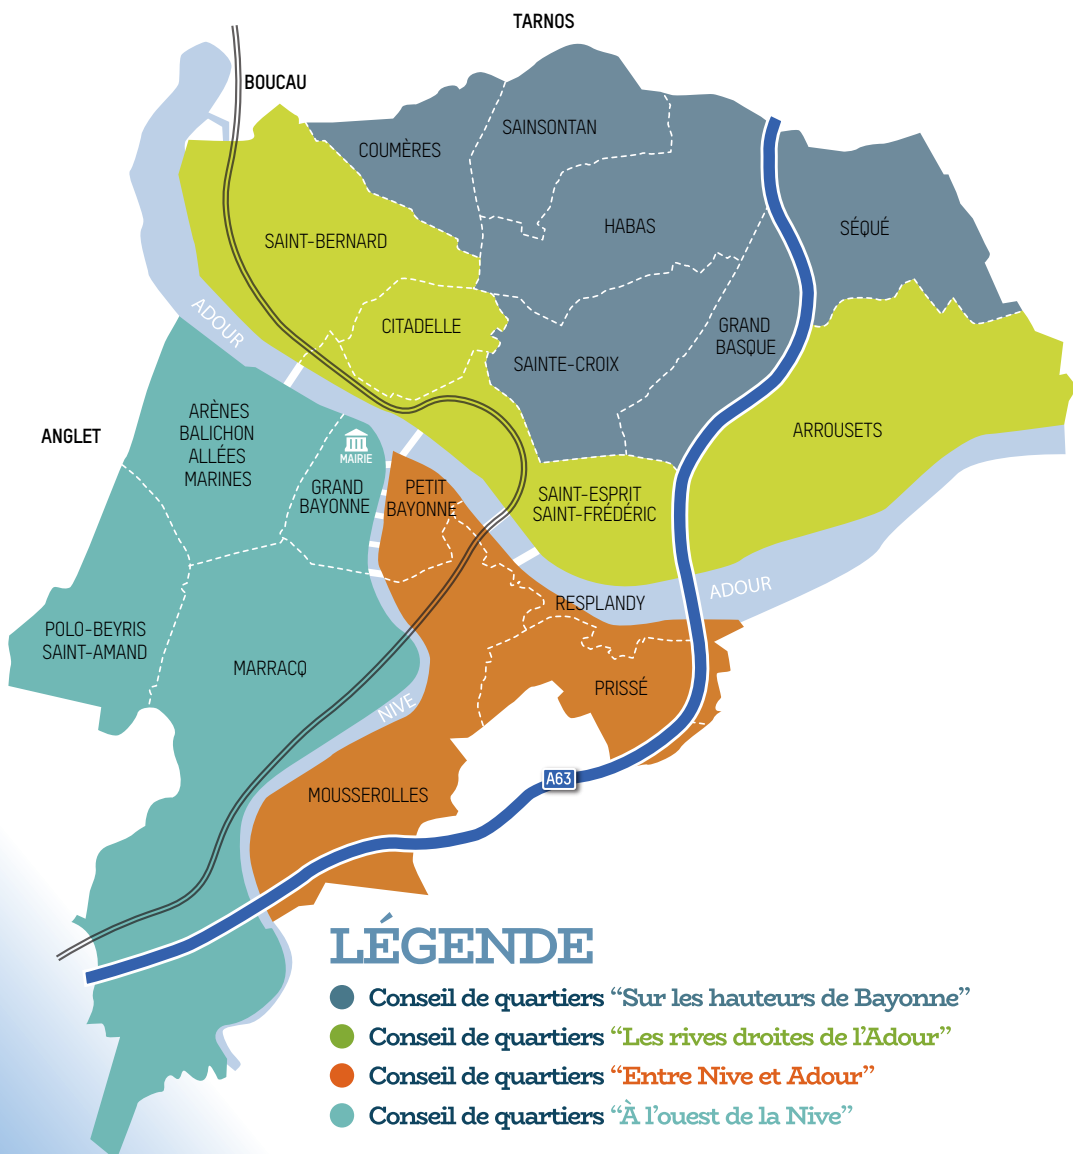 TARNOS
BOUCAU
SAINSONTAN
COUMÈRES
HABAS
SÉQUÉ
SAINT-BERNARD
ADOUR
CITADELLE
GRAND
BASQUE
SAINTE-CROIX
ARÈNES
BALICHON
ALLÉES
MARINES
ANGLET
MAIRIE
ARROUSETS
GRAND
BAYONNE
PETIT
BAYONNE
SAINT-ESPRIT
SAINT-FRÉDÉRIC
ADOUR
RESPLANDY
POLO-BEYRIS
SAINT-AMAND
MARRACQ
PRISSÉ
NIVE
A63
MOUSSEROLLES
LÉGENDE
Conseil de quartiers “Sur les hauteurs de Bayonne”
Conseil de quartiers “Les rives droites de l’Adour”
Conseil de quartiers “Entre Nive et Adour”
Conseil de quartiers “À l’ouest de la Nive”